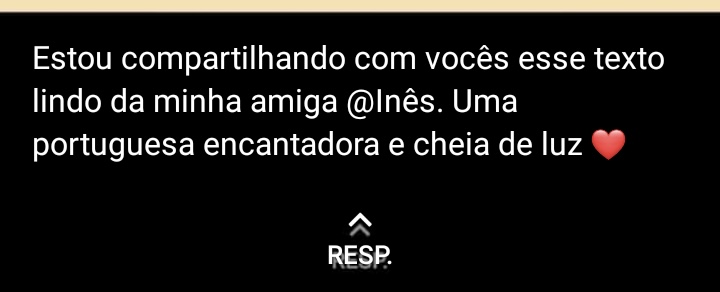 Estou compartilhando com vocês esse texto
lindo da minha amiga @Inês. Uma
portuguesa encantadora e cheia de luz ❤️
RESP.